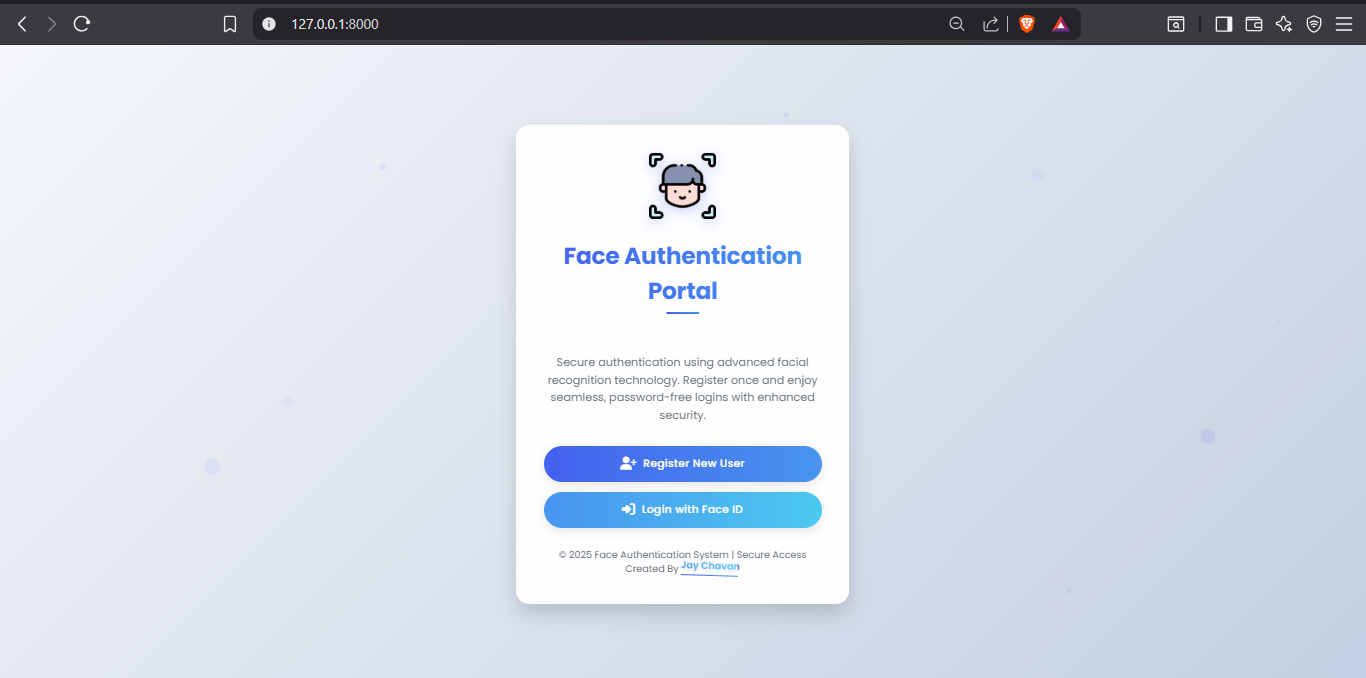 127.0.0.1:8000
Face Authentication
Portal
Secure authentication using advanced facial
recognition technology. Register once and enjoy
seamless, password-free logins with enhanced
security.
Register New User
Login with Face ID
© 2025 Face Authentication System | Secure Access
Created By Jay Chavan